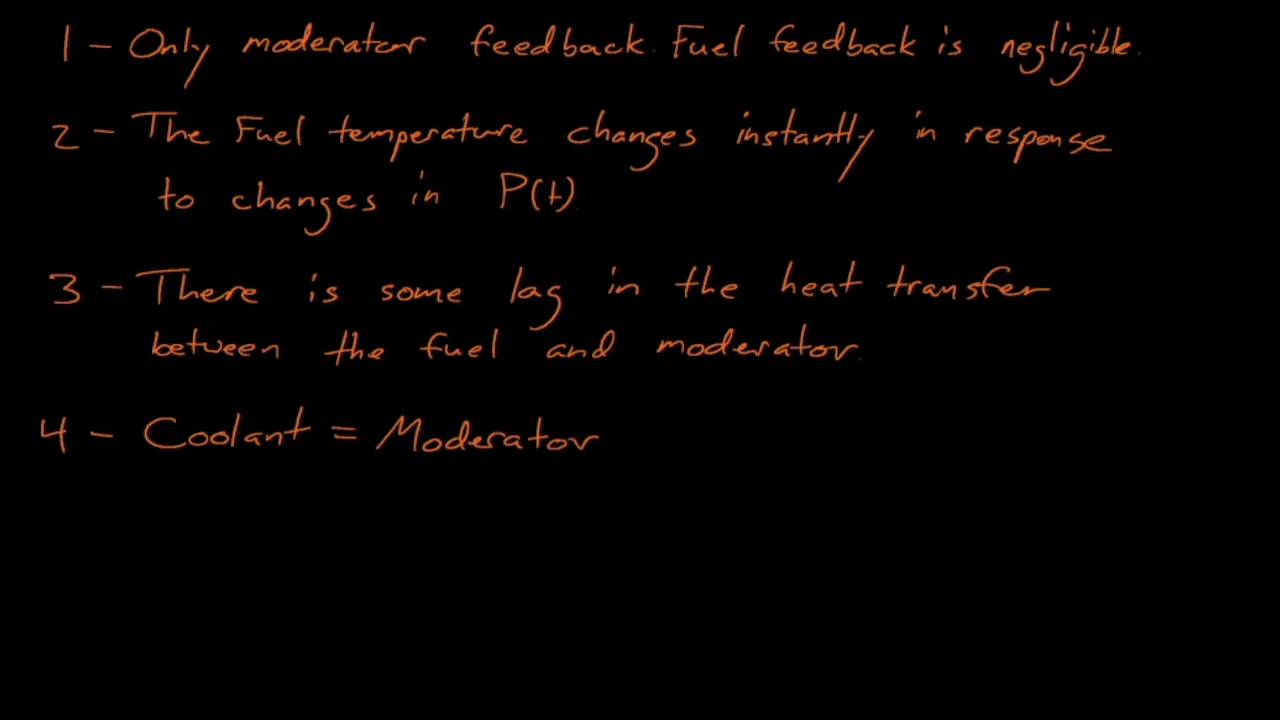 1 - Only moderator feedback. Fuel feedback is negligible.
2 - The Fuel temperature changes instantly in response
to changes in P(t).
3 - There is some lag in the heat transfer
between the fuel and moderator.
4 - Coolant = Moderator